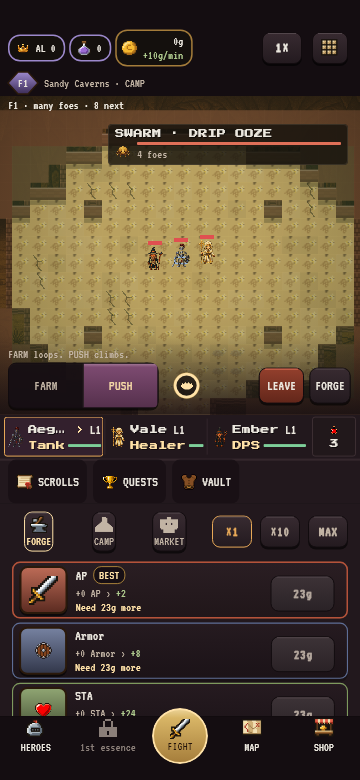 AL 0
0
0g
+10g/min
1X
F1
Sandy Caverns · CAMP
F1 · many foes · 8 next
SWARM · DRIP OOZE
4 foes
FARM loops. PUSH climbs.
FARM
PUSH
LEAVE
FORGE
Aeg… > L1
Tank
Vale L1
Healer
Ember L1
DPS
3
SCROLLS
QUESTS
VAULT
FORGE
CAMP
MARKET
X1
X10
MAX
AP BEST
+0 AP > +2
Need 23g more
23g
Armor
+0 Armor > +8
Need 23g more
23g
STA
+0 STA > +24
23g
HEROES
1st essence
FIGHT
MAP
SHOP